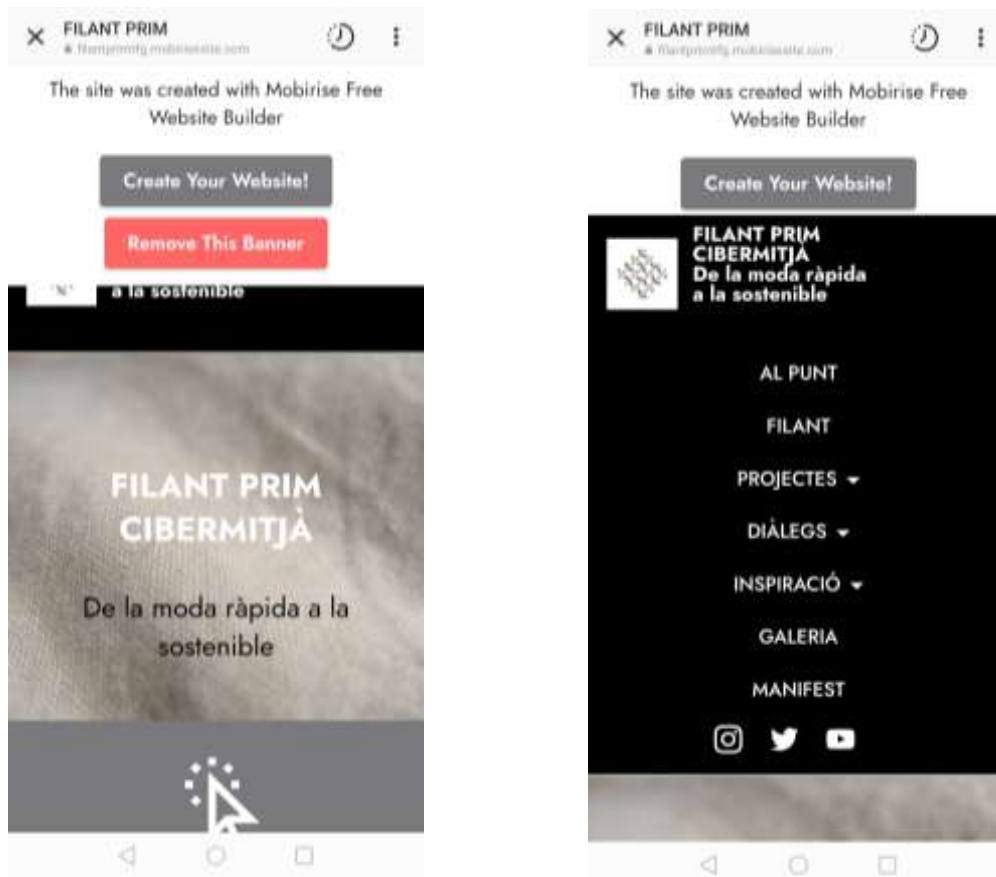 FILANT PRIM
The site was created with Mobirise Free
Website Builder
Create Your Website!
Remove This Banner
a la sostenible
FILANT PRIM
CIBERMITJÀ
De la moda ràpida a la
sostenible
FILANT PRIM
The site was created with Mobirise Free
Website Builder
Create Your Website!
FILANT PRIM
CIBERMITJÀ
De la moda ràpida
a la sostenible
AL PUNT
FILANT
PROJECTES
DIÀLEGS
INSPIRACIÓ
GALERIA
MANIFEST